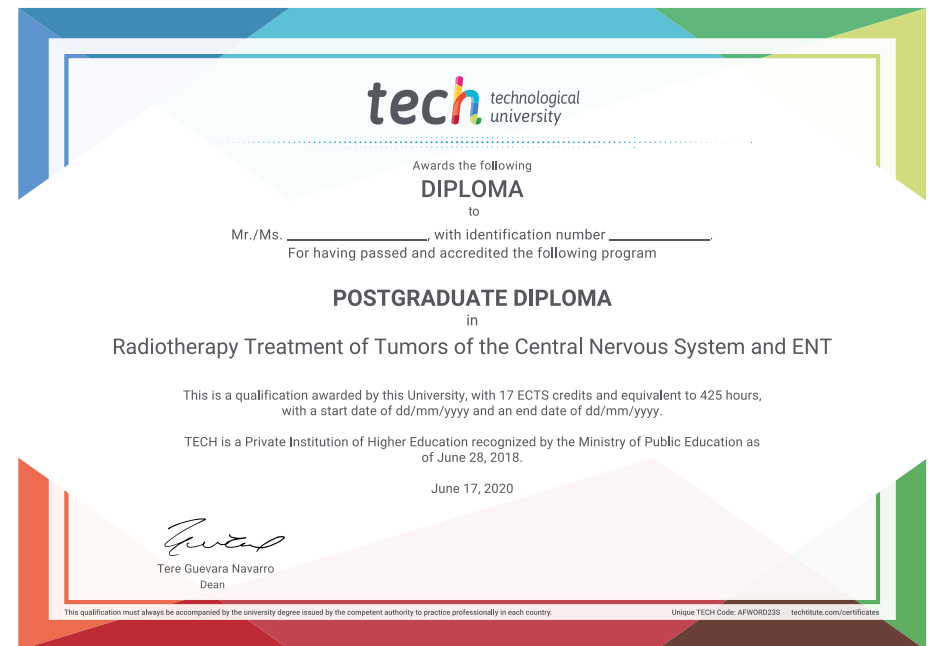 tech technological
university
Awards the following
DIPLOMA
to
Mr./Ms. ____________________, with identification number ______________.
For having passed and accredited the following program
POSTGRADUATE DIPLOMA
in
Radiotherapy Treatment of Tumors of the Central Nervous System and ENT
This is a qualification awarded by this University, with 17 ECTS credits and equivalent to 425 hours,
with a start date of dd/mm/yyyy and an end date of dd/mm/yyyy.
TECH is a Private Institution of Higher Education recognized by the Ministry of Public Education as
of June 28, 2018.
June 17, 2020
Tere Guevara Navarro
Dean
This qualification must always be accompanied by the university degree issued by the competent authority to practice professionally in each country.
Unique TECH Code: AFWORD23S techtitute.com/certificates